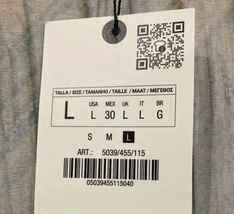 TALLA / SIZE / TAMANHO / TAILLE / MAAT / ΜΕΓΕΘΟΣ
USA MEX UK IT BR
L L 30 L L G
S M L
ART.: 5039/455/115
05039455115040